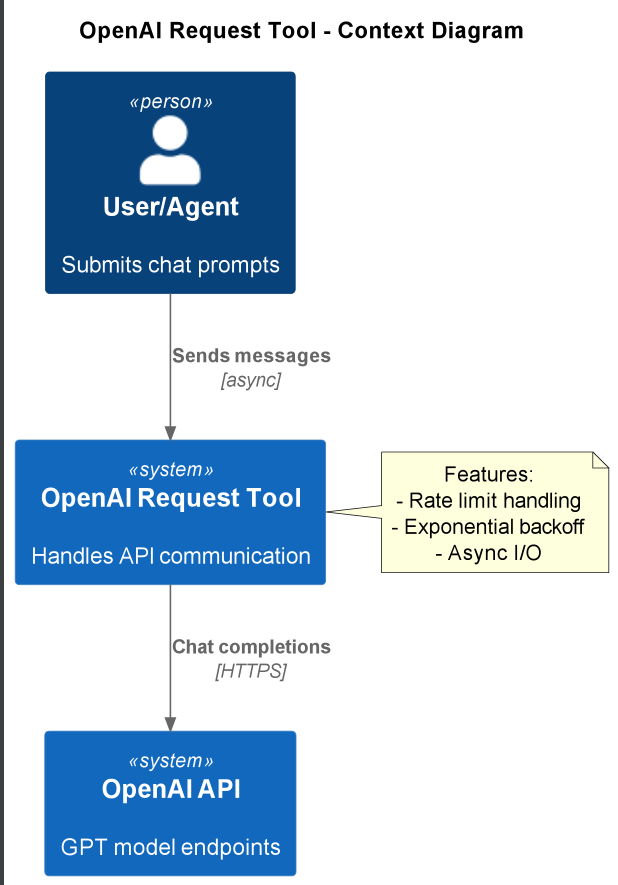 OpenAI Request Tool - Context Diagram
«person»
User/Agent
Submits chat prompts
Sends messages
[async]
«system»
OpenAI Request Tool
Handles API communication
Features:
- Rate limit handling
- Exponential backoff
- Async I/O
Chat completions
[HTTPS]
«system»
OpenAI API
GPT model endpoints